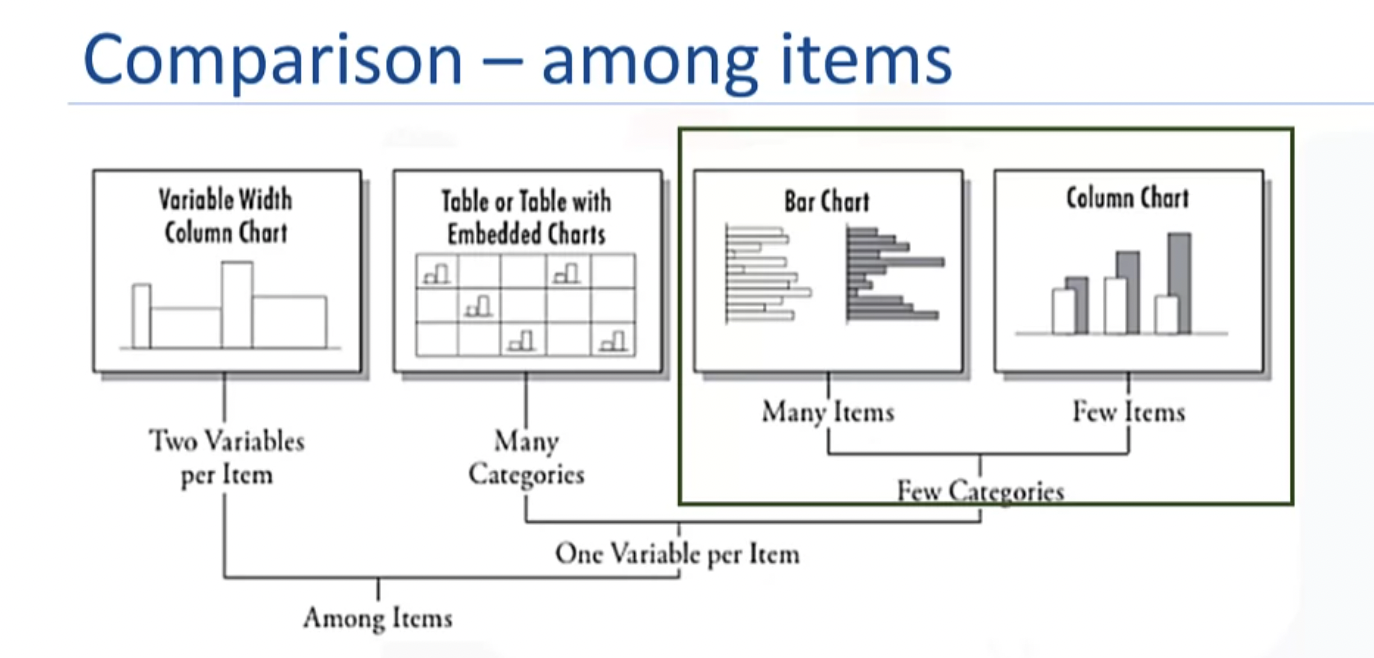 Comparison – among items
Variable Width
Column Chart
Table or Table with
Embedded Charts
Bar Chart
Column Chart
Many Items
Few Items
Two Variables
per Item
Many
Categories
Few Categories
One Variable per Item
Among Items